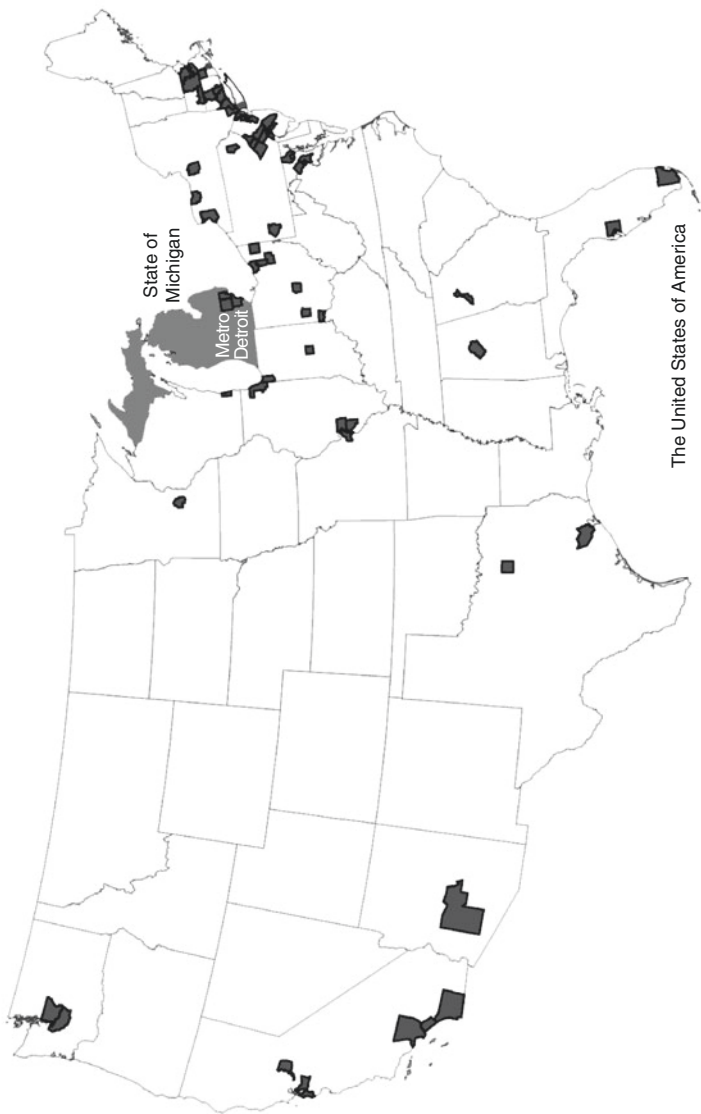 State of
Michigan
Metro
Detroit
The United States of America